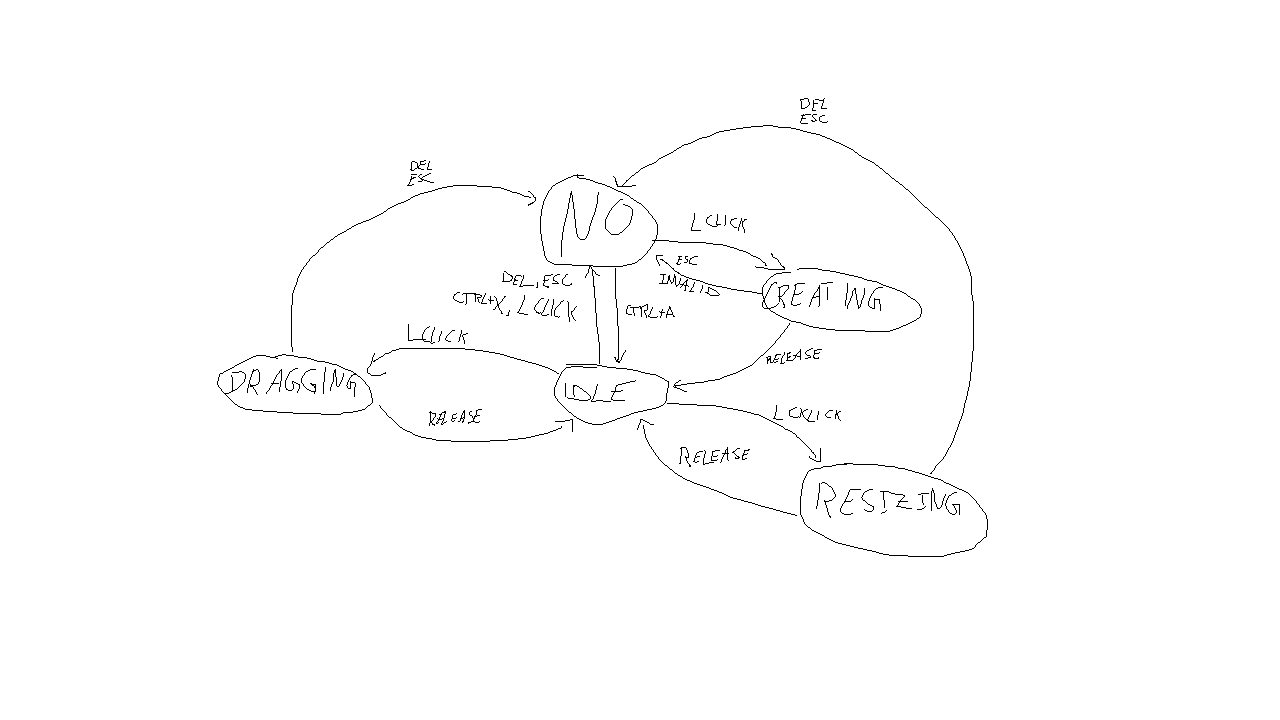 DEL
ESC
DEL
ESC
NO
LCLICK
ESC
INVALID
CREATING
DEL, ESC
CTRL+X, LCLICK
CTRL+A
LCLICK
RELEASE
DRAGGING
IDLE
RELEASE
LCKLICK
RELEASE
RESIZING